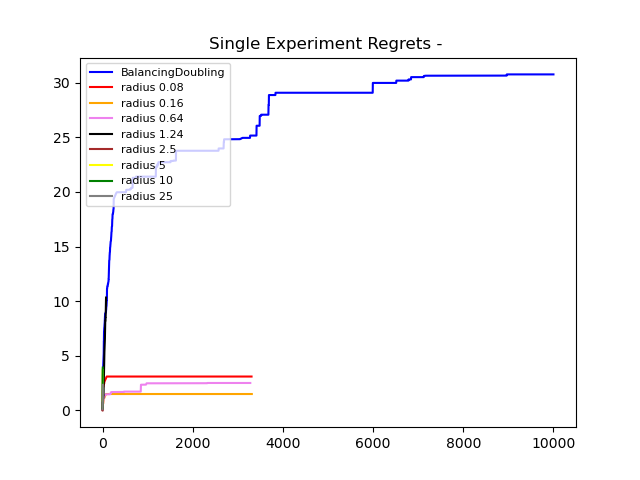 Single Experiment Regrets -
BalancingDoubling
radius 0.08
radius 0.16
radius 0.64
radius 1.24
radius 2.5
radius 5
radius 10
radius 25
30
25
20
15
10
5
0
0 2000 4000 6000 8000 10000